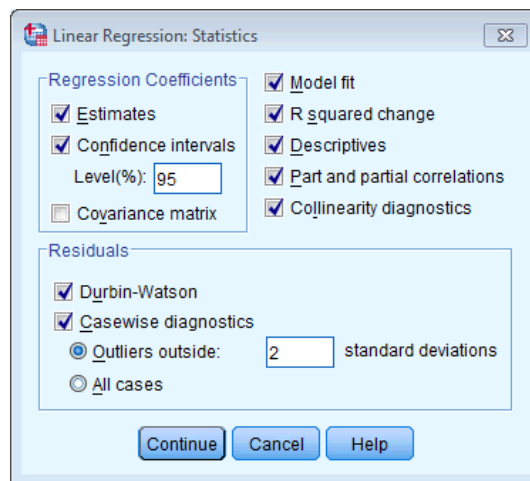 Linear Regression: Statistics
Regression Coefficients
Estimates
Confidence intervals
Level(%): 95
Covariance matrix
Model fit
R squared change
Descriptives
Part and partial correlations
Collinearity diagnostics
Residuals
Durbin-Watson
Casewise diagnostics
Outliers outside: 2 standard deviations
All cases
Continue Cancel Help